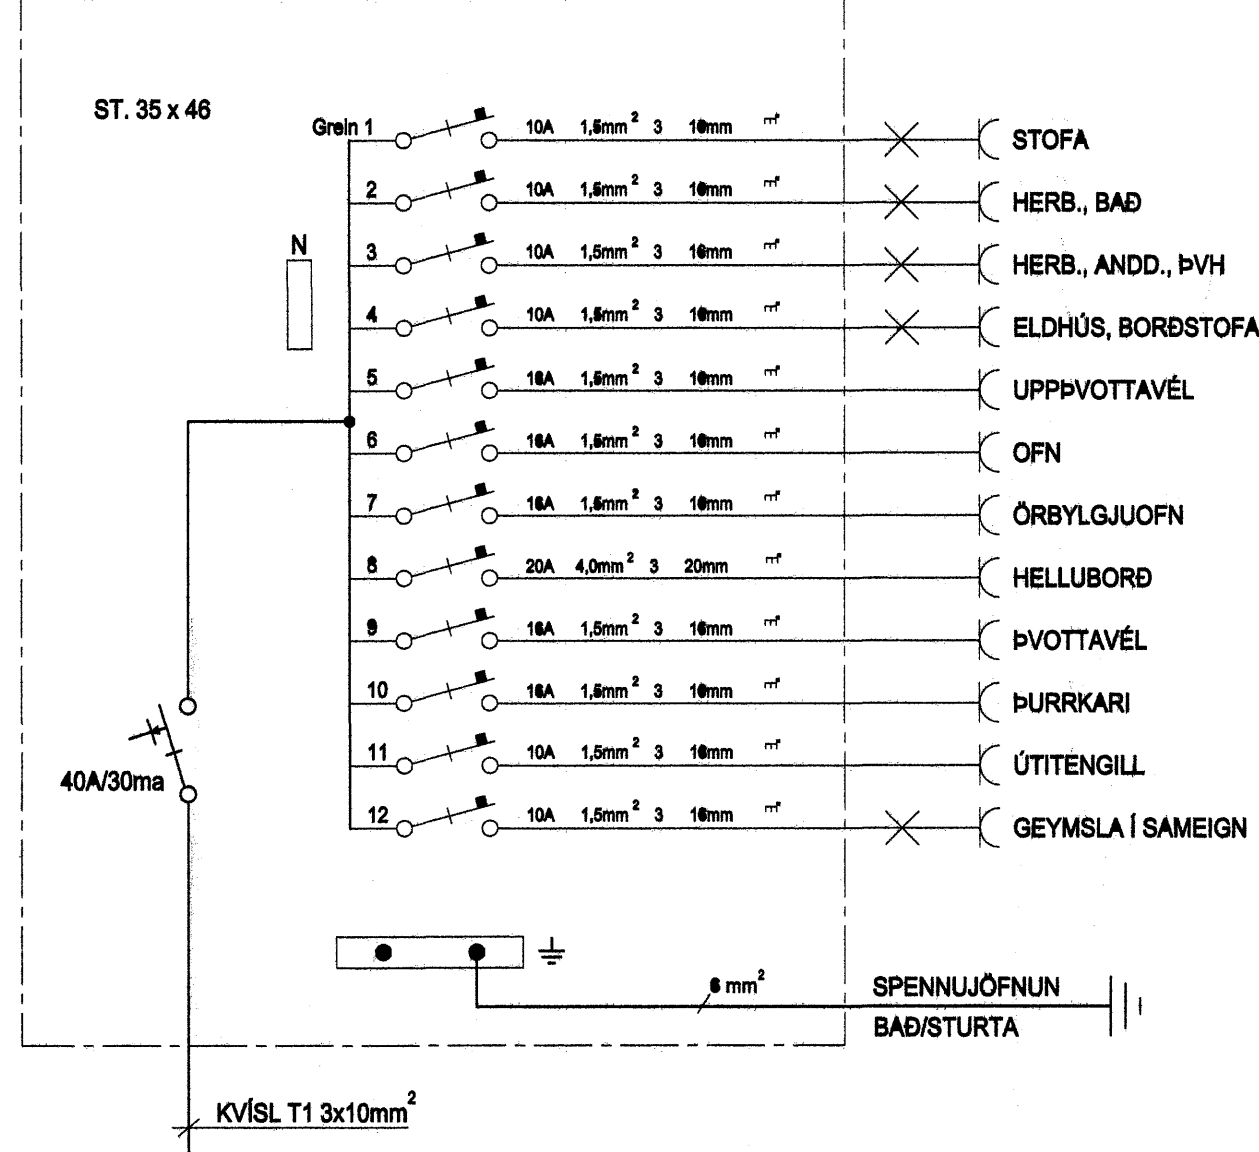 ST. 35 x 46
Grein 1 10A 1,5mm² 3 16mm STOFA
2 10A 1,5mm² 3 16mm HERB., BAÐ
N
3 10A 1,5mm² 3 16mm HERB., ANDD., ÞVH
4 10A 1,5mm² 3 16mm ELDHÚS, BORÐSTOFA
5 16A 1,5mm² 3 16mm UPPÞVOTTAVÉL
6 16A 1,5mm² 3 16mm OFN
7 16A 1,5mm² 3 16mm ÖRBYLGJUOFN
8 20A 4,0mm² 3 20mm HELLUBORÐ
9 16A 1,5mm² 3 16mm ÞVOTTAVÉL
10 16A 1,5mm² 3 16mm ÞURRKARI
11 10A 1,5mm² 3 16mm ÚTITENGILL
40A/30ma
12 10A 1,5mm² 3 16mm GEYMSLA Í SAMEIGN
6 mm² SPENNUJÖFNUN
BAÐ/STURTA
KVÍSL T1 3x10mm²